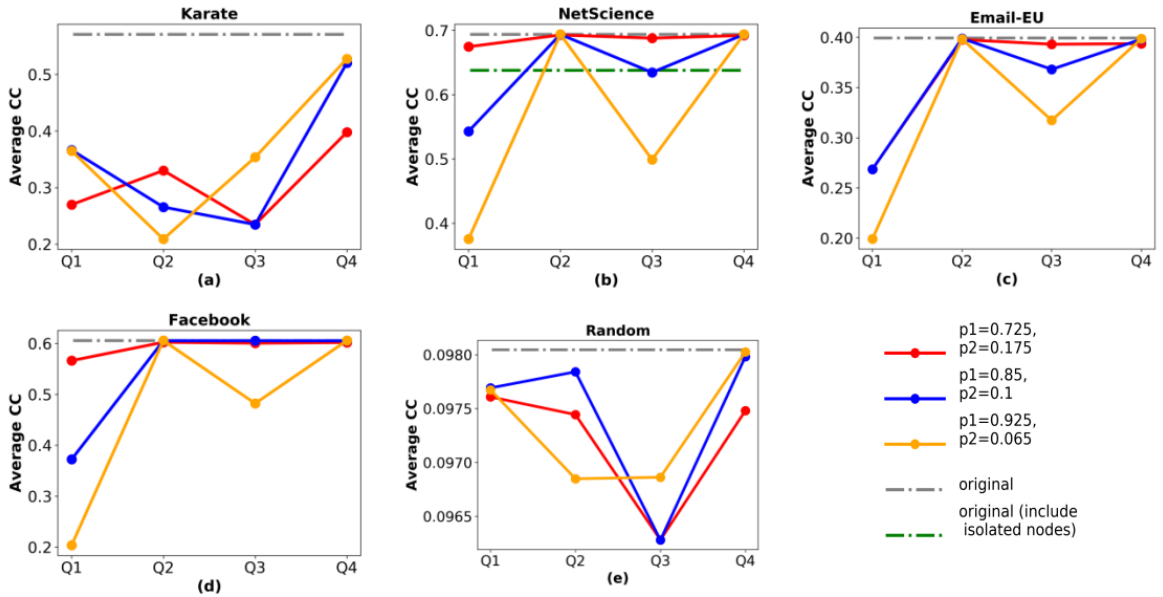 Karate
Average CC
0.5
0.4
0.3
0.2
Q1 Q2 Q3 Q4
(a)
NetScience
Average CC
0.7
0.6
0.5
0.4
Q1 Q2 Q3 Q4
(b)
Email-EU
Average CC
0.40
0.35
0.30
0.25
0.20
Q1 Q2 Q3 Q4
(c)
Facebook
Average CC
0.6
0.5
0.4
0.3
0.2
Q1 Q2 Q3 Q4
(d)
Random
Average CC
0.0980
0.0975
0.0970
0.0965
Q1 Q2 Q3 Q4
(e)
p1=0.725,
p2=0.175
p1=0.85,
p2=0.1
p1=0.925,
p2=0.065
original
original (include
isolated nodes)